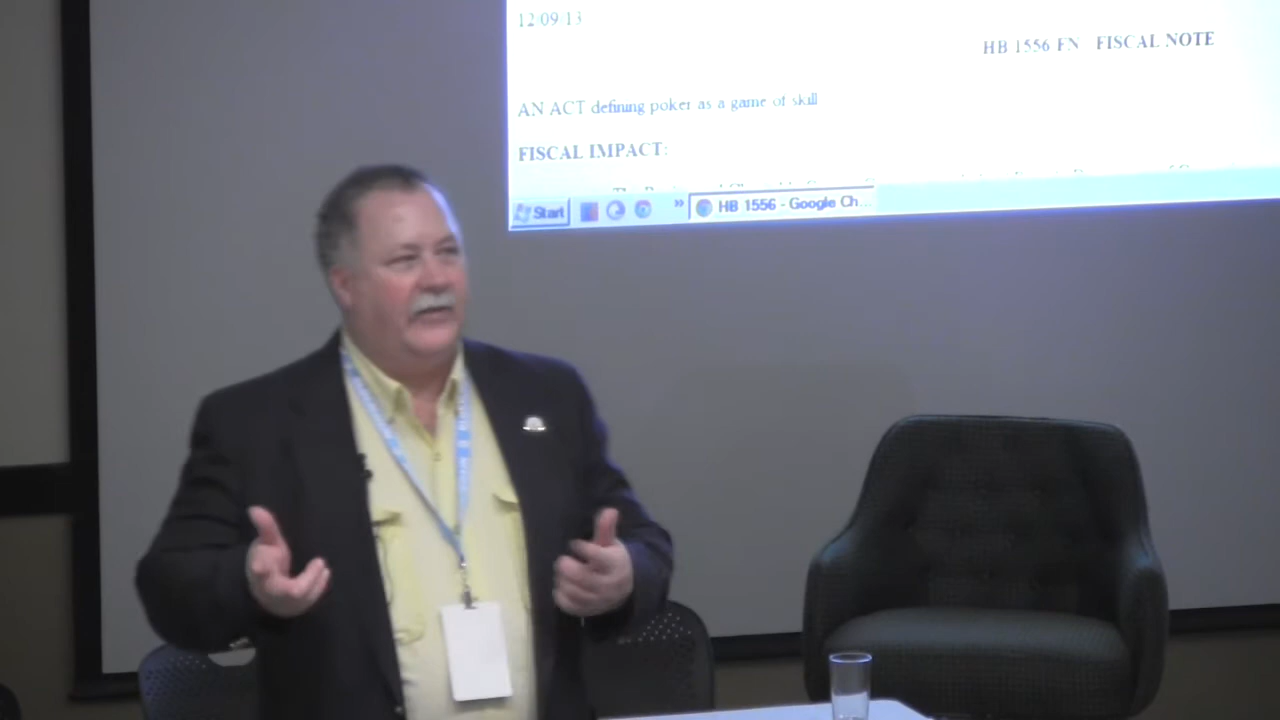 12/09/13
HB 1556 FN FISCAL NOTE
AN ACT defining poker as a game of skill
FISCAL IMPACT:
Start » HB 1556 - Google Ch...